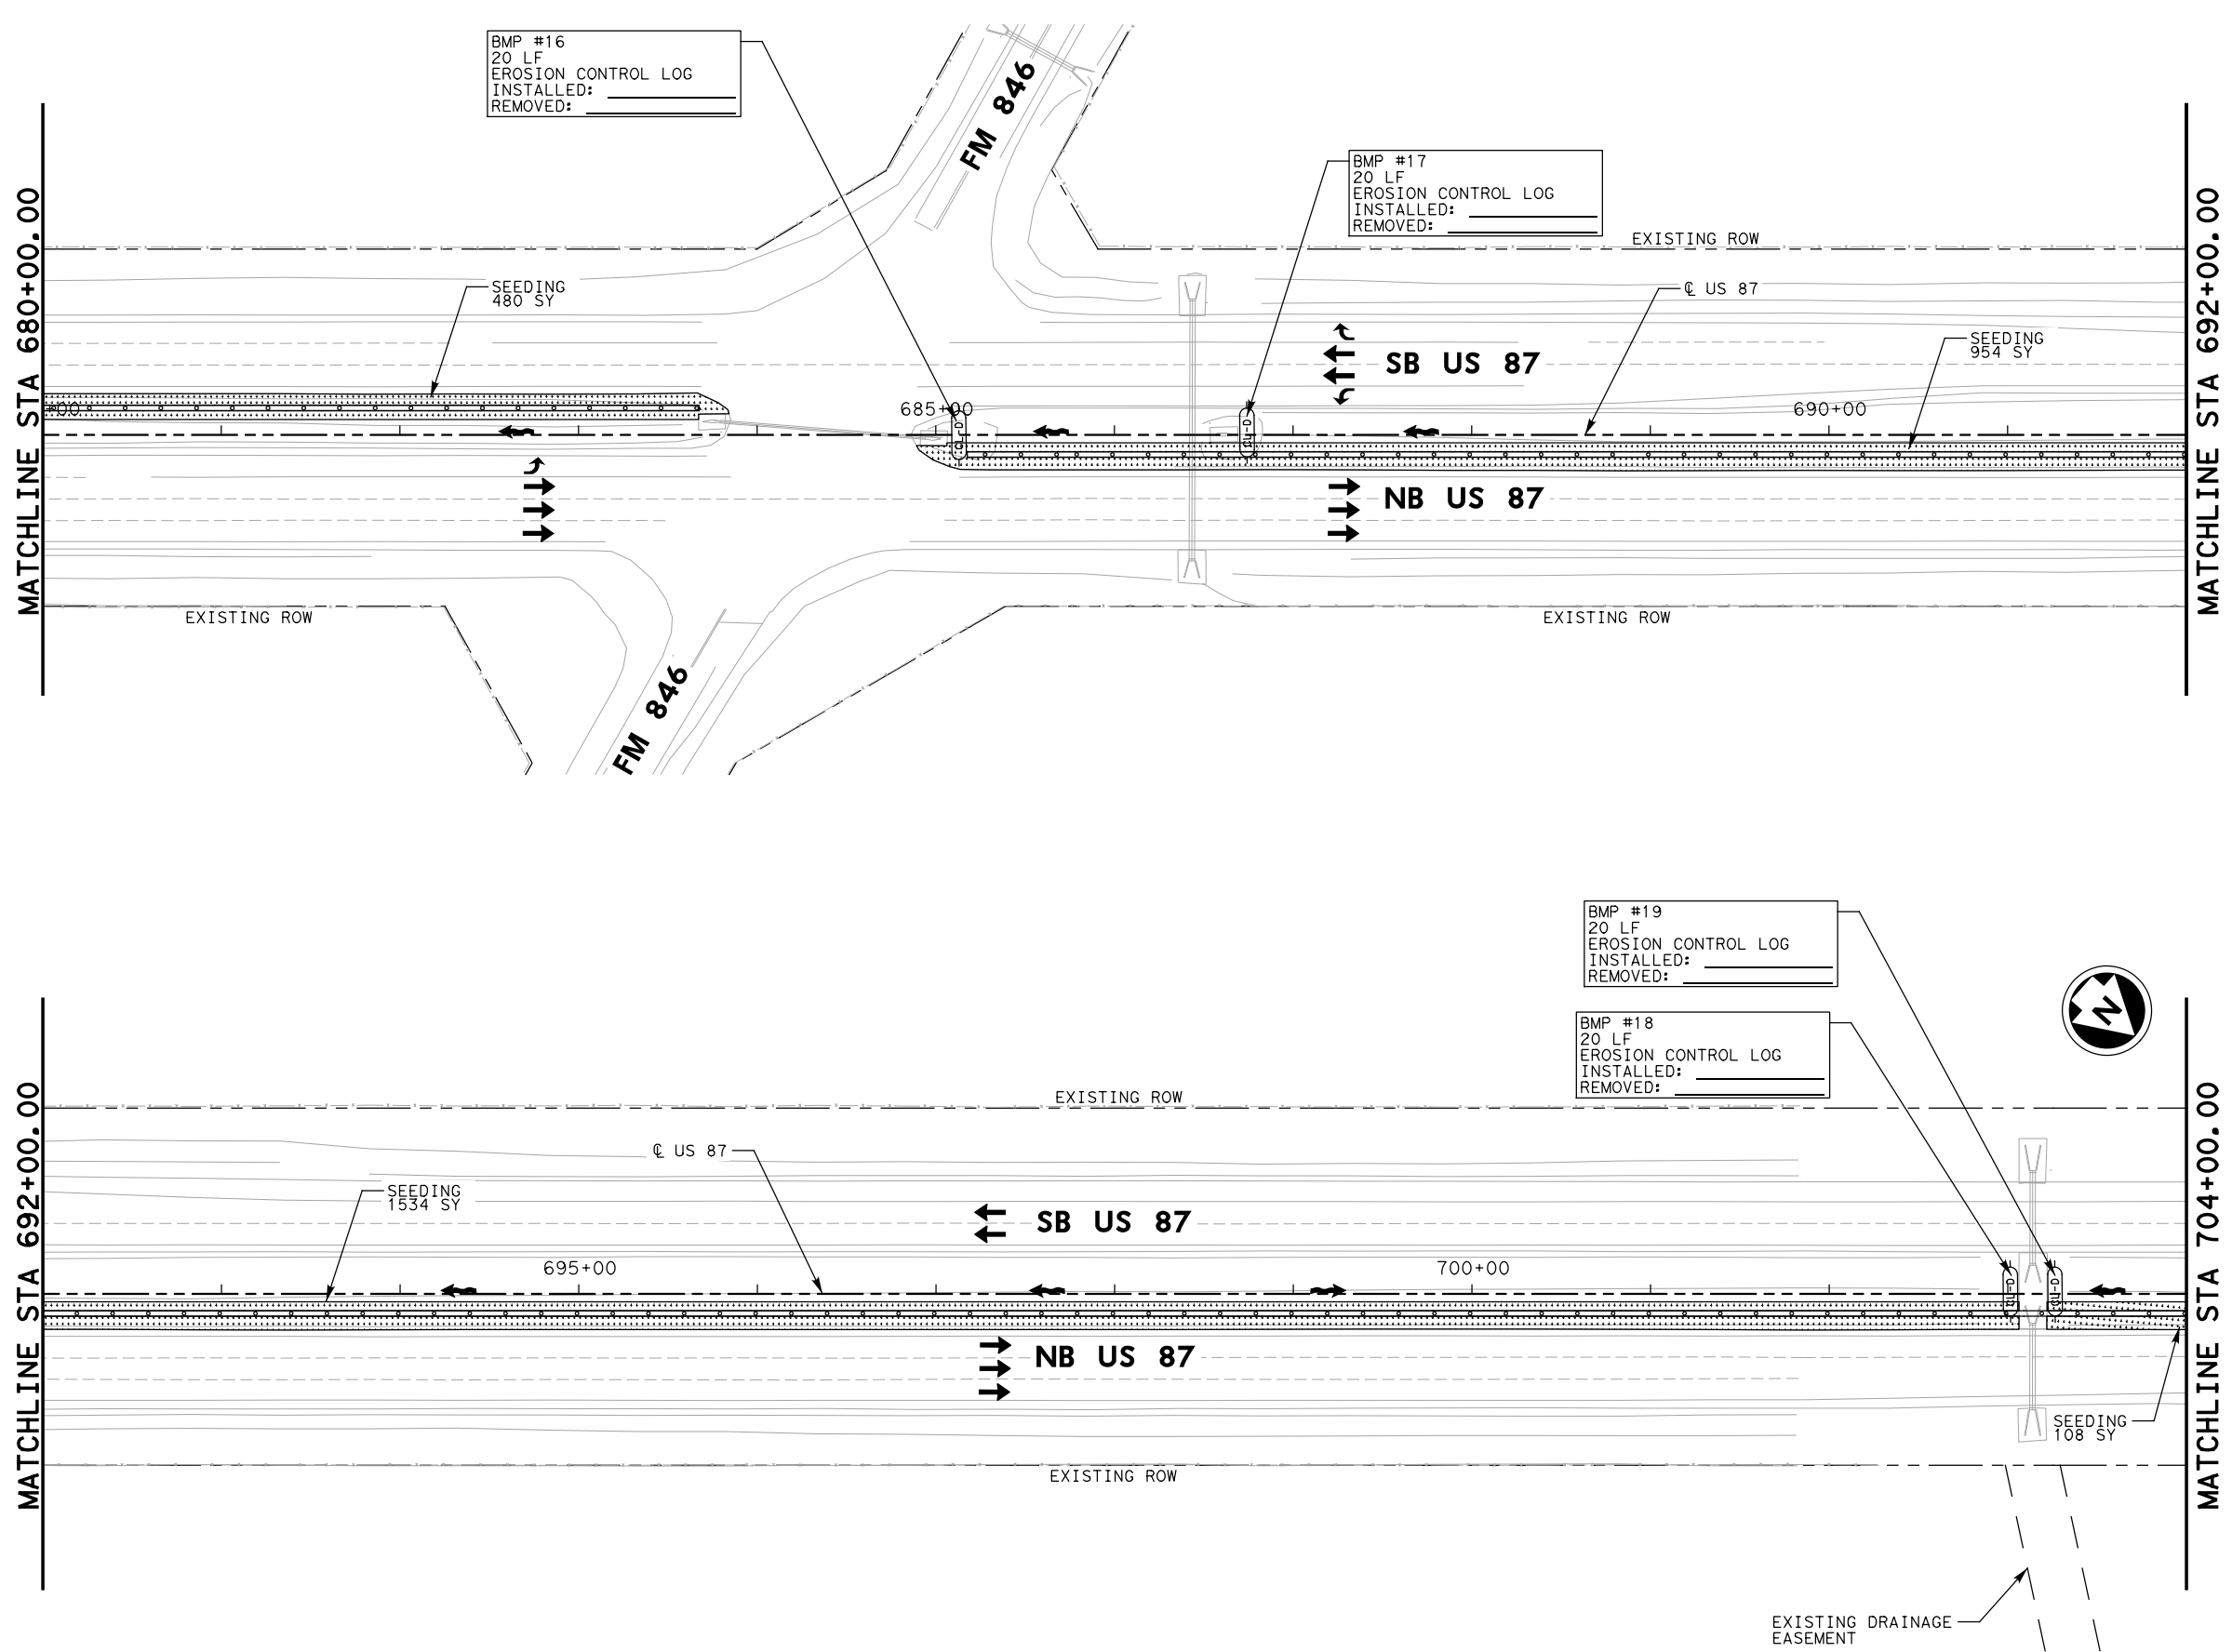 BMP #16
20 LF
EROSION CONTROL LOG
INSTALLED:
REMOVED:
FM 846
BMP #17
20 LF
EROSION CONTROL LOG
INSTALLED:
REMOVED:
EXISTING ROW
MATCHLINE STA 680+00.00
MATCHLINE STA 692+00.00
SEEDING
480 SY
℄ US 87
SEEDING
954 SY
SB US 87
+00
685+00
690+00
CL-D
CL-D
NB US 87
EXISTING ROW
EXISTING ROW
FM 846
BMP #19
20 LF
EROSION CONTROL LOG
INSTALLED:
REMOVED:
N
BMP #18
20 LF
EROSION CONTROL LOG
INSTALLED:
REMOVED:
EXISTING ROW
MATCHLINE STA 692+00.00
MATCHLINE STA 704+00.00
℄ US 87
SEEDING
1534 SY
SB US 87
695+00
700+00
CL-D
CL-D
NB US 87
SEEDING
108 SY
EXISTING ROW
EXISTING DRAINAGE
EASEMENT